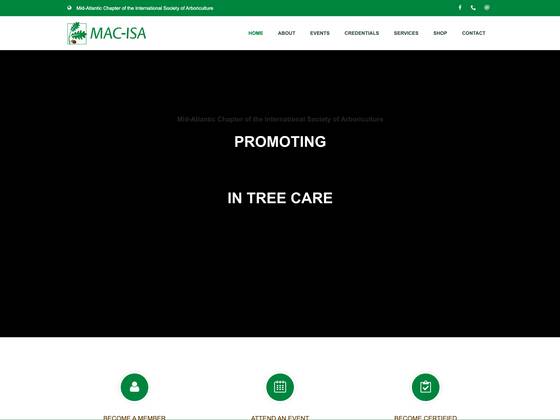 Mid-Atlantic Chapter of the International Society of Arboriculture
MAC-ISA
HOME ABOUT EVENTS CREDENTIALS SERVICES SHOP CONTACT
Mid-Atlantic Chapter of the International Society of Arboriculture
PROMOTING
IN TREE CARE
BECOME A MEMBER ATTEND AN EVENT BECOME CERTIFIED